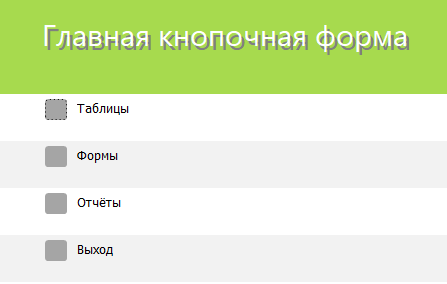 Главная кнопочная форма
Таблицы
Формы
Отчёты
Выход